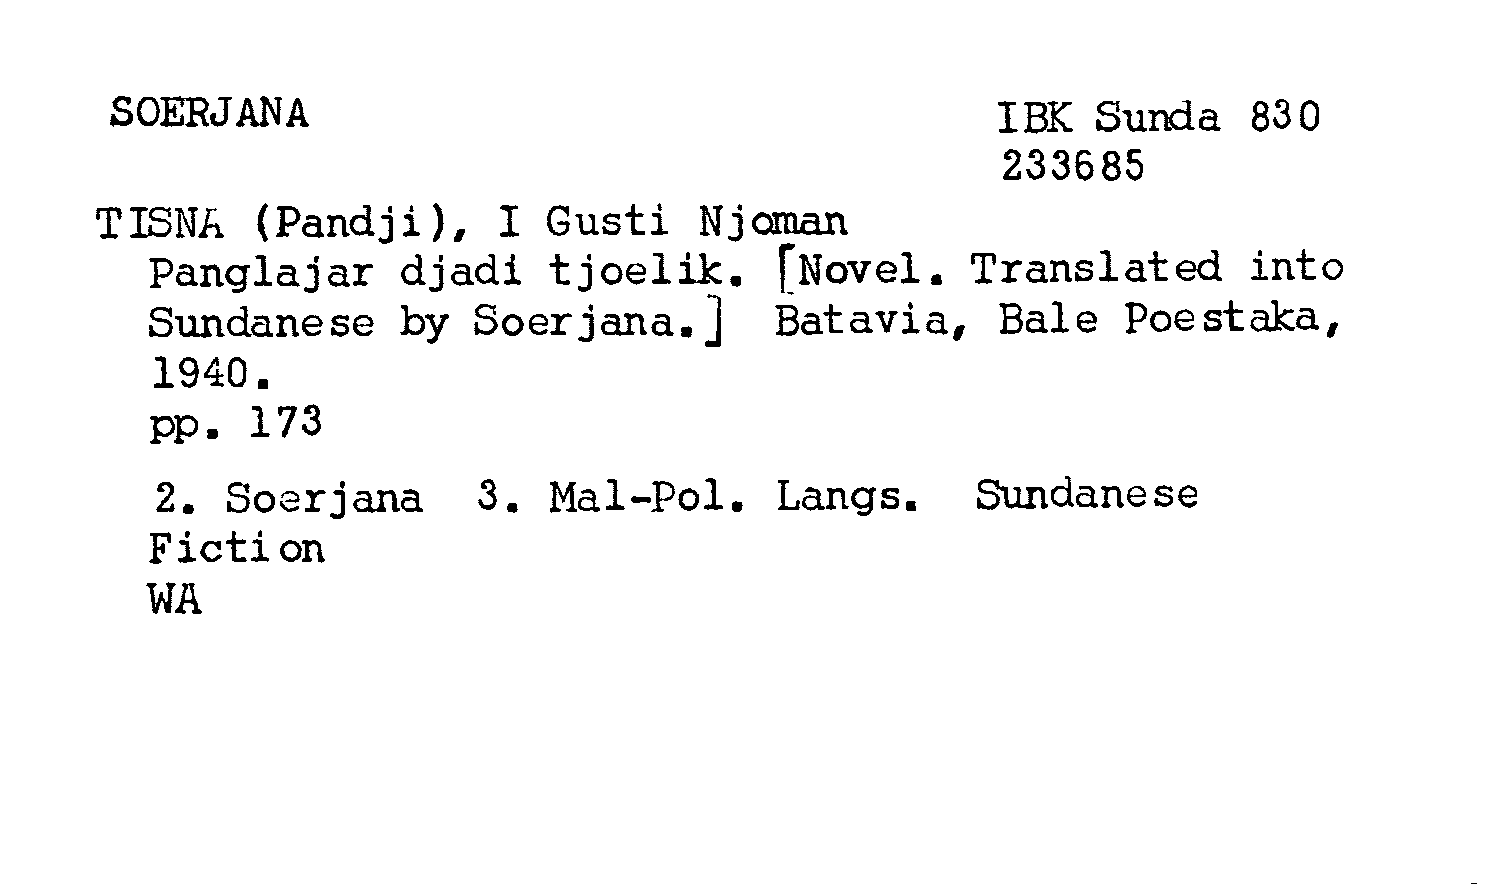 SOERJANA
IBK Sunda 830
233685
TISNA (Pandji), I Gusti Njoman
Panglajar djadi tjoelik. [Novel. Translated into
Sundanese by Soerjana.] Batavia, Bale Poestaka,
1940.
pp. 173
2. Soerjana 3. Mal-Pol. Langs. Sundanese
Fiction
WA